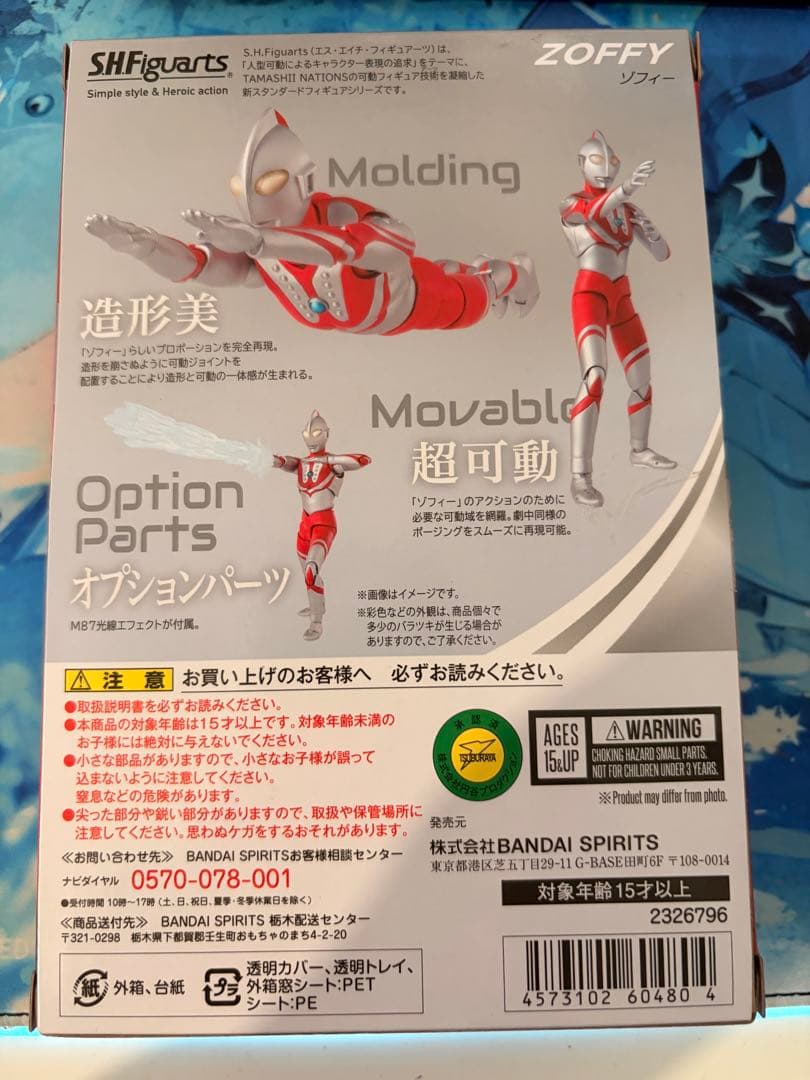 S.H.Figuarts®
Simple style & Heroic action
S.H.Figuarts（エス・エイチ・フィギュアーツ）は、
「人型可動によるキャラクター表現の追求」をテーマに、
TAMASHII NATIONSの可動フィギュア技術を凝縮した
新スタンダードフィギュアシリーズです。
ZOFFY
ゾフィー
Molding
造形美
「ゾフィー」らしいプロポーションを完全再現。
造形を崩さぬように可動ジョイントを
配置することにより造形と可動の一体感が生まれる。
Movable
超可動
「ゾフィー」のアクションのために
必要な可動域を網羅。劇中同様の
ポージングをスムーズに再現可能。
Option
Parts
オプションパーツ
M87光線エフェクトが付属。
※画像はイメージです。
※彩色などの外観は、商品個々で
多少のバラツキが生じる場合が
ありますので、ご了承ください。
注意 お買い上げのお客様へ 必ずお読みください。
●取扱説明書を必ずお読みください。
●本商品の対象年齢は15才以上です。対象年齢未満の
お子様には絶対に与えないでください。
●小さな部品がありますので、小さなお子様が誤って
込まないように注意してください。
窒息などの危険があります。
●尖った部分や鋭い部分がありますので、取扱や保管場所に
注意してください。思わぬケガをするおそれがあります。
≪お問い合わせ先≫ BANDAI SPIRITSお客様相談センター
ナビダイヤル 0570-078-001
●受付時間 10時～17時（土、日、祝日、夏季・冬季休業日を除く）
≪商品送付先≫ BANDAI SPIRITS 栃木配送センター
〒321-0298 栃木県下都賀郡壬生町おもちゃのまち4-2-20
承認済
TSUBURAYA
株式会社円谷プロダクション
AGES
15&UP
WARNING
CHOKING HAZARD SMALL PARTS.
NOT FOR CHILDREN UNDER 3 YEARS.
※Product may differ from photo.
発売元
株式会社BANDAI SPIRITS
東京都港区芝五丁目29-11 G-BASE田町6F 〒108-0014
対象年齢15才以上
2326796
紙 外箱、台紙
プラ 透明カバー、透明トレイ、
外箱窓シート:PET
シート:PE
4573102 604804